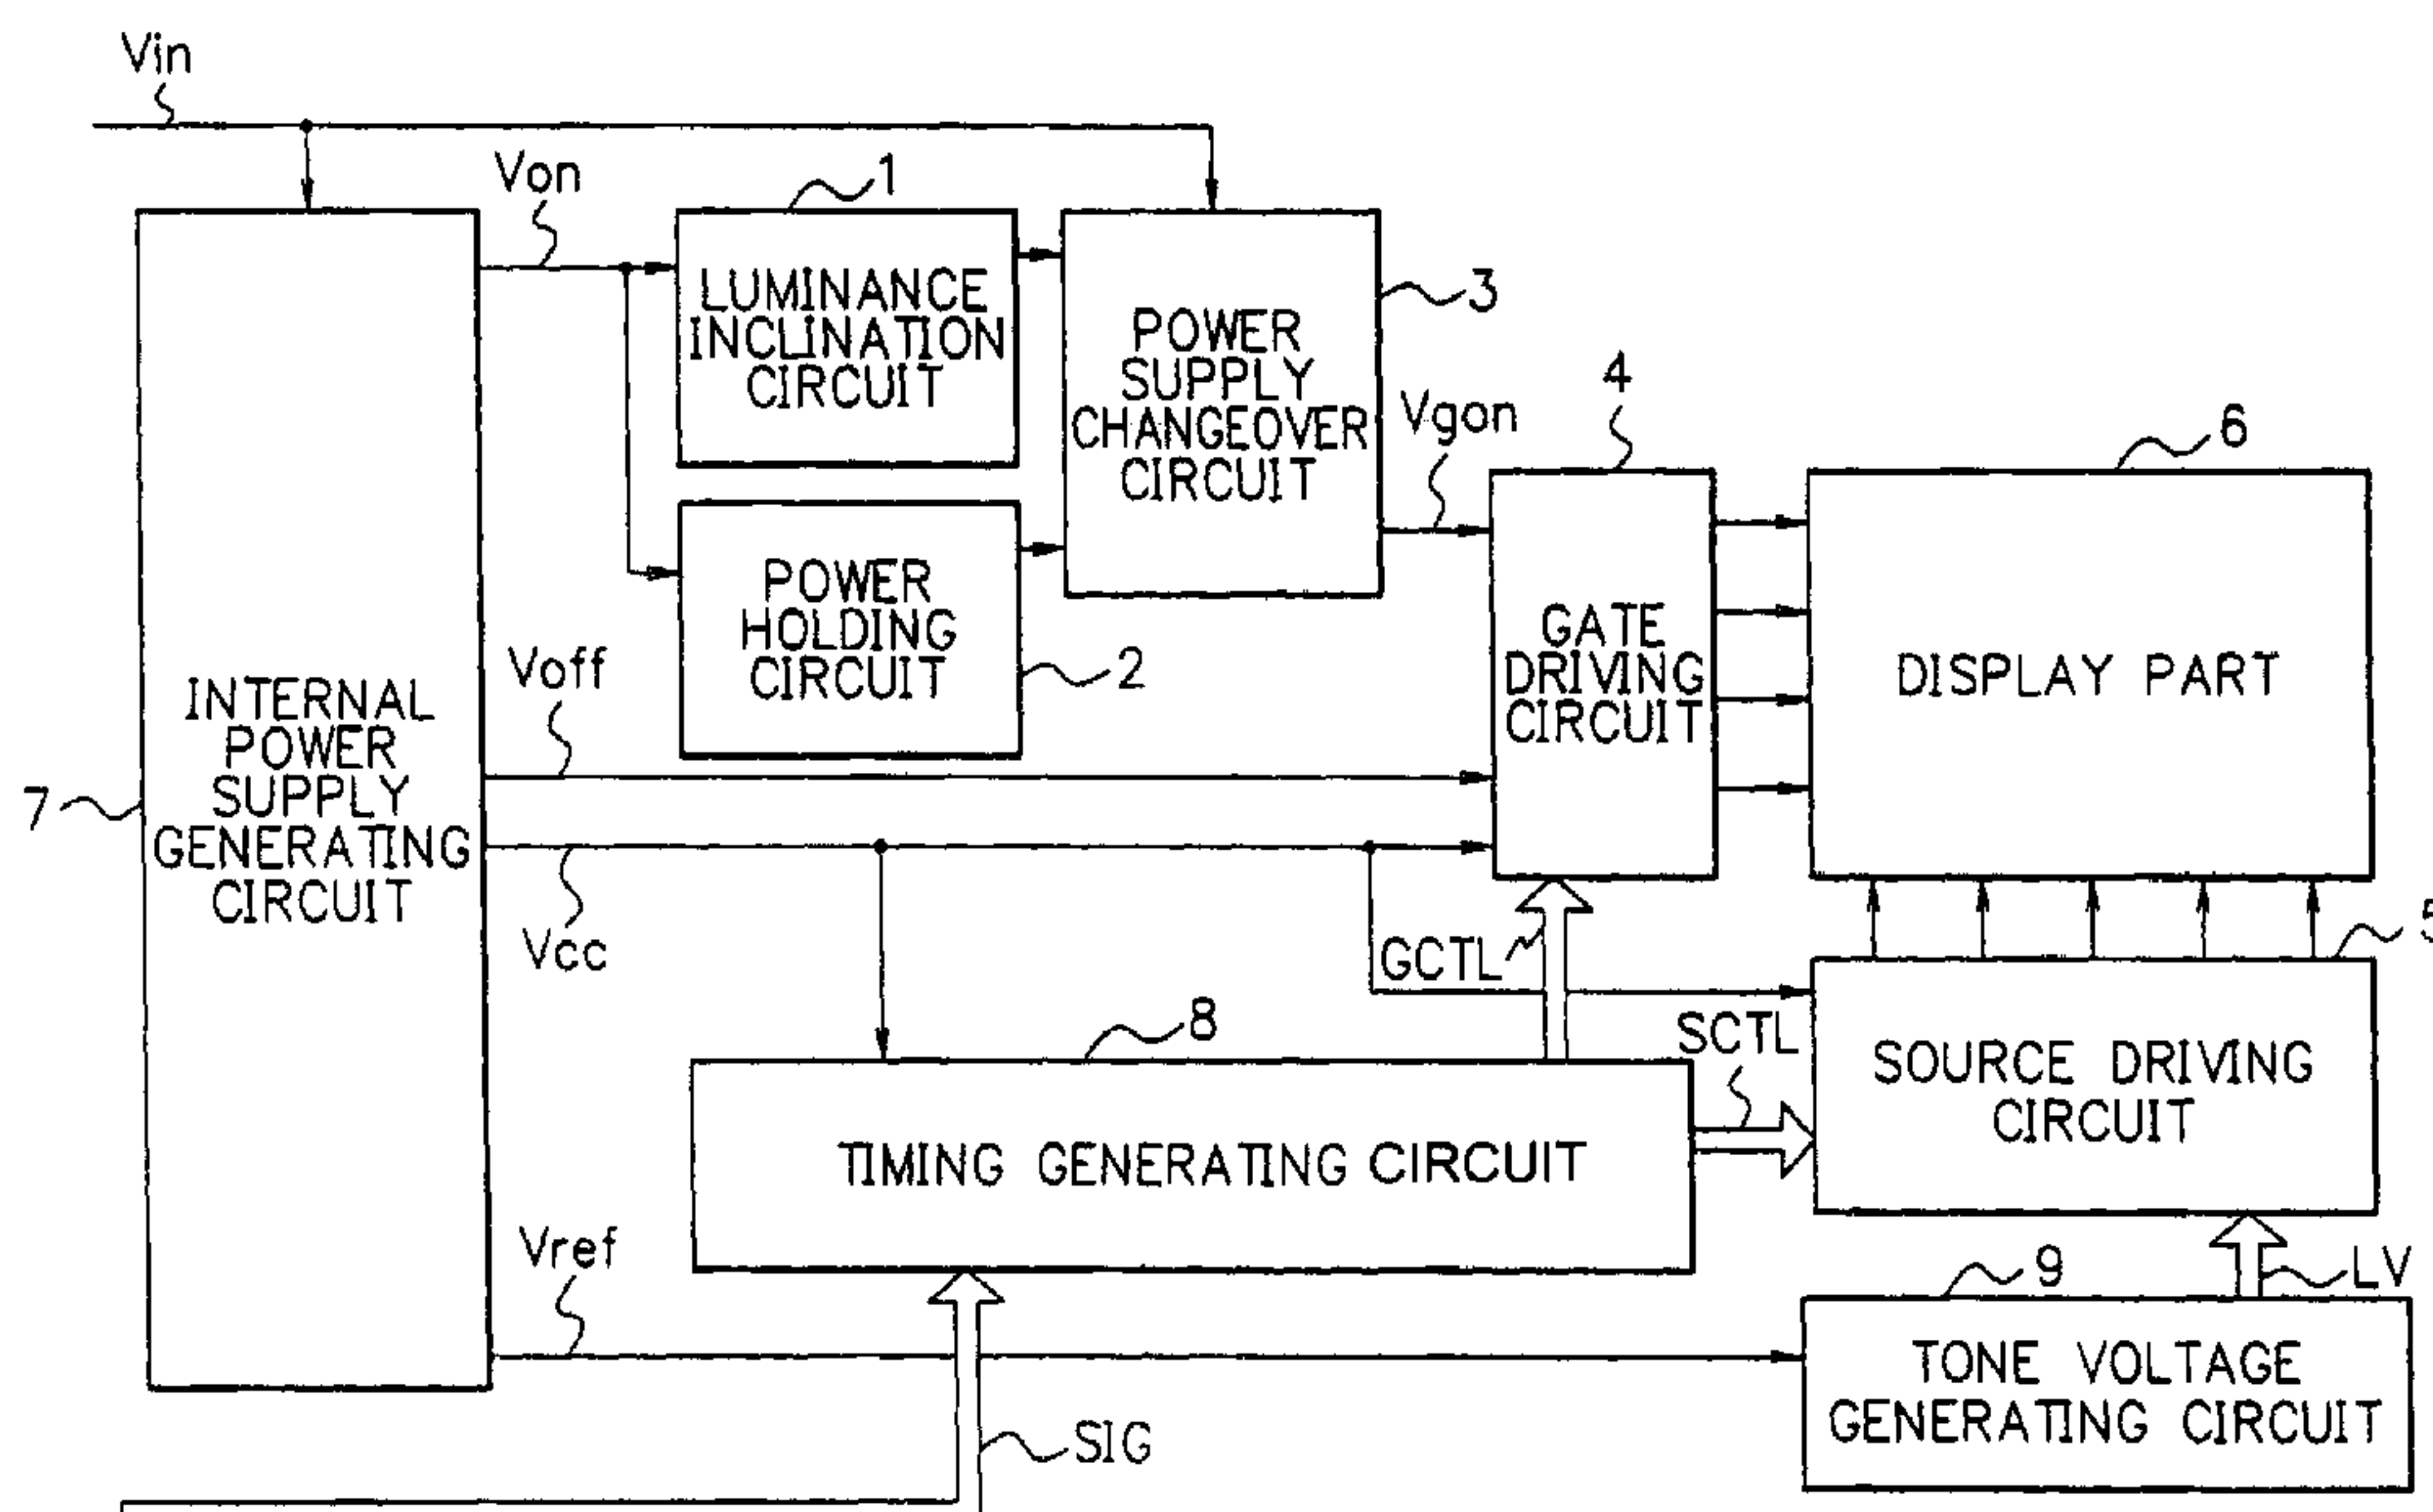 Vin
Von
1
LUMINANCE
INCLINATION
CIRCUIT
3
POWER
SUPPLY
CHANGEOVER
CIRCUIT
Vgon
4
6
POWER
HOLDING
CIRCUIT
2
GATE
DRIVING
CIRCUIT
DISPLAY PART
Voff
7
INTERNAL
POWER
SUPPLY
GENERATING
CIRCUIT
Vcc
GCTL
5
8
SCTL
SOURCE DRIVING
CIRCUIT
TIMING GENERATING CIRCUIT
Vref
9
LV
TONE VOLTAGE
GENERATING CIRCUIT
SIG